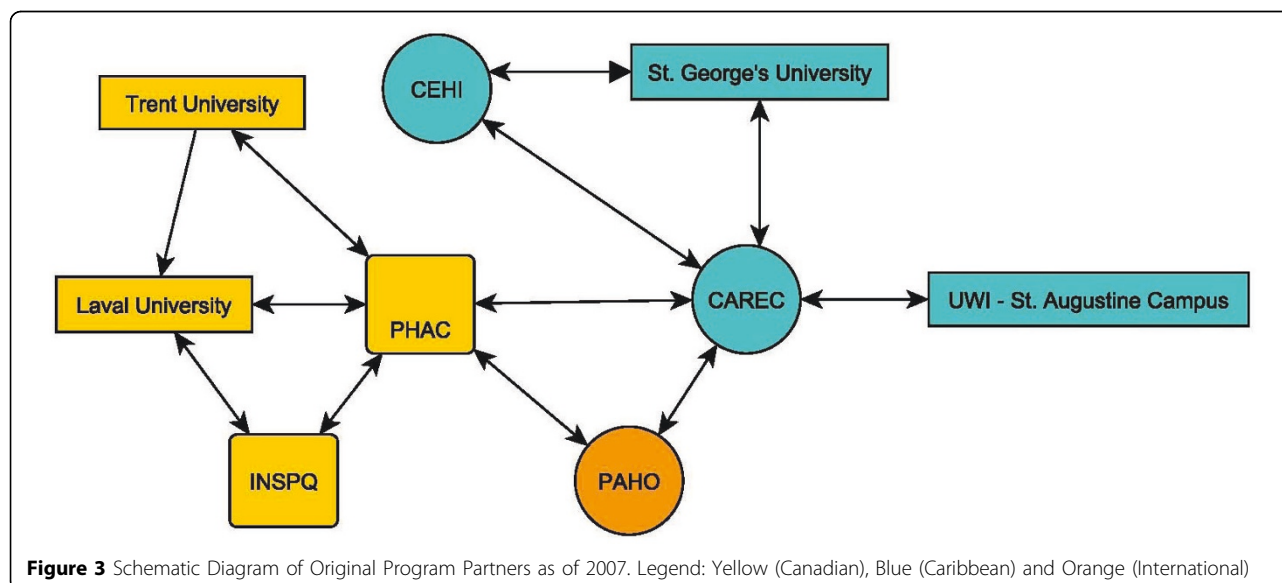 CEHI
St. George's University
Trent University
Laval University
PHAC
CAREC
UWI - St. Augustine Campus
INSPQ
PAHO
Figure 3 Schematic Diagram of Original Program Partners as of 2007. Legend: Yellow (Canadian), Blue (Caribbean) and Orange (International)